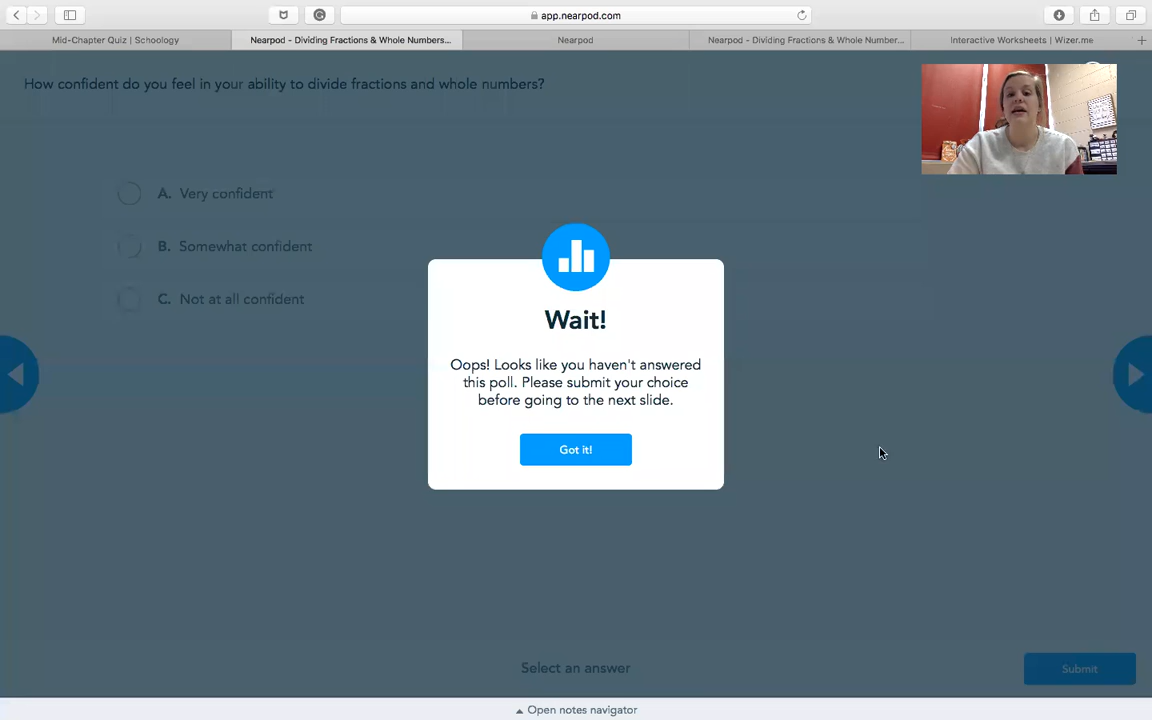 app.nearpod.com
Mid-Chapter Quiz | Schoology
Nearpod - Dividing Fractions & Whole Numbers...
Nearpod
Nearpod - Dividing Fractions & Whole Number...
Interactive Worksheets | Wizer.me
How confident do you feel in your ability to divide fractions and whole numbers?
A. Very confident
B. Somewhat confident
C. Not at all confident
Wait!
Oops! Looks like you haven't answered
this poll. Please submit your choice
before going to the next slide.
Got it!
Select an answer
Submit
Open notes navigator